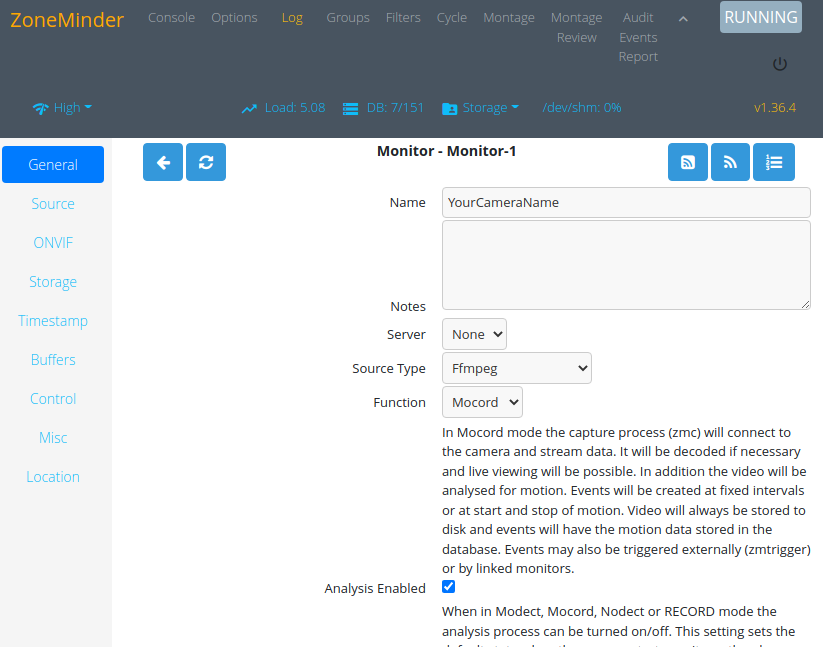 ZoneMinder
Console
Options
Log
Groups
Filters
Cycle
Montage
Montage
Review
Audit
Events
Report
RUNNING
High
Load: 5.08
DB: 7/151
Storage
/dev/shm: 0%
v1.36.4
General
Source
ONVIF
Storage
Timestamp
Buffers
Control
Misc
Location
Monitor - Monitor-1
Name
YourCameraName
Notes
Server
None
Source Type
Ffmpeg
Function
Mocord
In Mocord mode the capture process (zmc) will connect to
the camera and stream data. It will be decoded if necessary
and live viewing will be possible. In addition the video will be
analysed for motion. Events will be created at fixed intervals
or at start and stop of motion. Video will always be stored to
disk and events will have the motion data stored in the
database. Events may also be triggered externally (zmtrigger)
or by linked monitors.
Analysis Enabled
When in Modect, Mocord, Nodect or RECORD mode the
analysis process can be turned on/off. This setting sets the